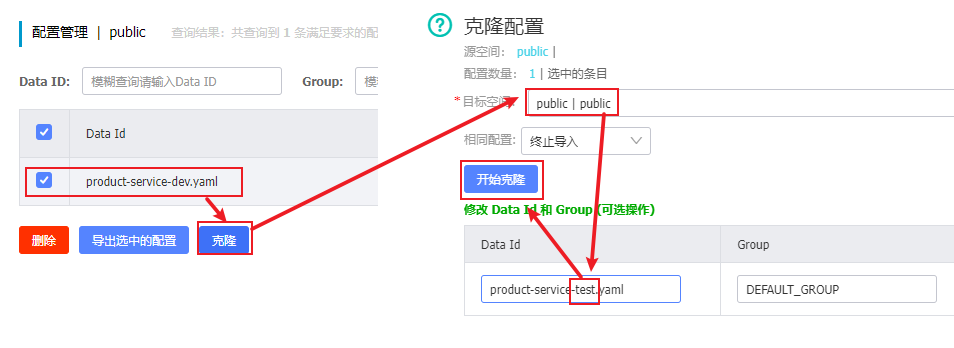 配置管理 | public 查询结果：共查询到 1 条满足要求的配
Data ID: 模糊查询请输入Data ID Group:
Data Id
product-service-dev.yaml
删除 导出选中的配置 克隆
克隆配置
源空间： public |
配置数量： 1 | 选中的条目
* 目标空间： public | public
相同配置： 终止导入
开始克隆
修改 Data Id 和 Group (可选操作)
Data Id Group
product-service-test.yaml DEFAULT_GROUP